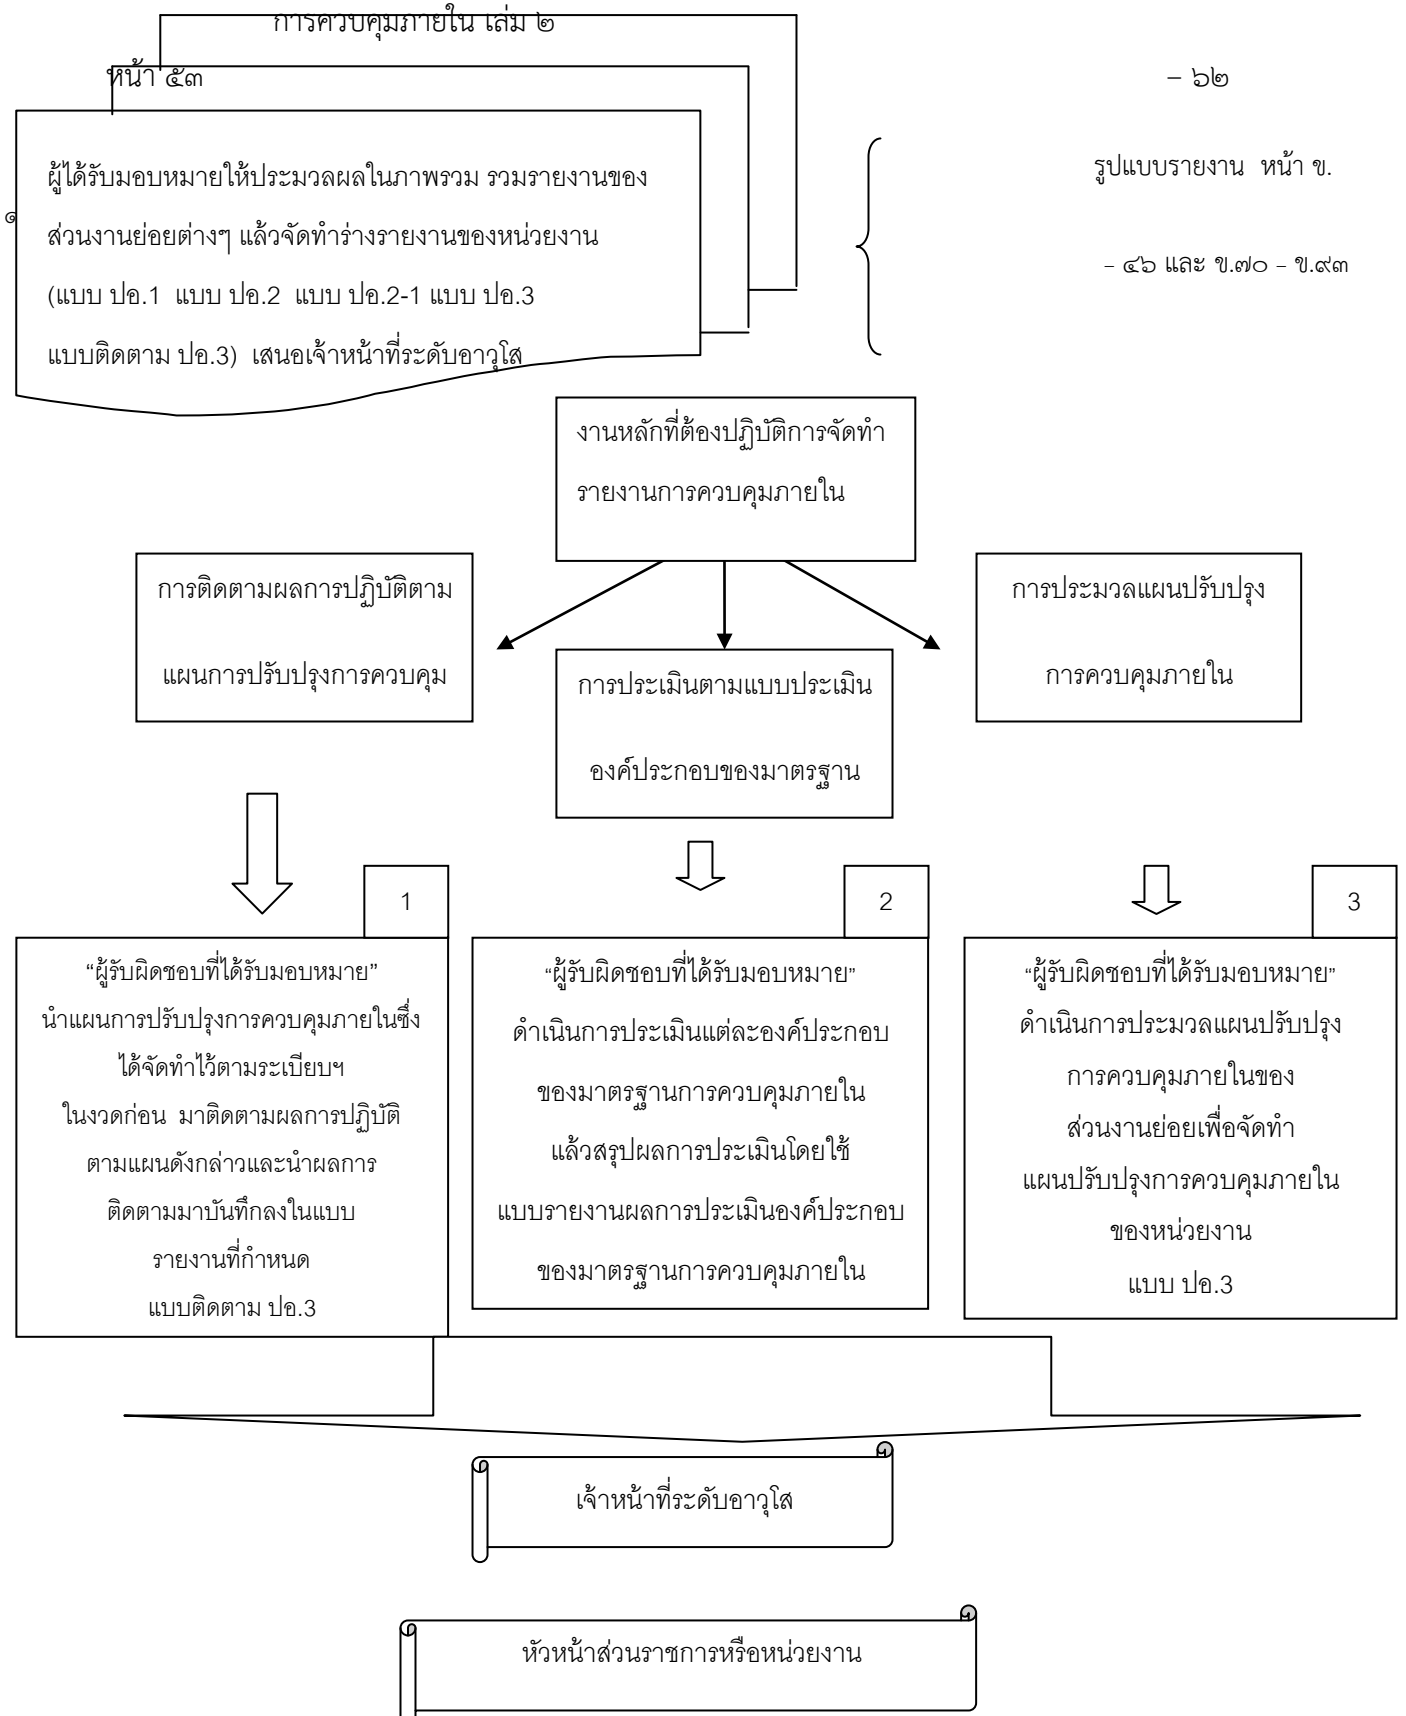 การควบคุมภายใน เล่ม ๒
หน้า ๕๓ – ๖๒
รูปแบบรายงาน หน้า ข.
๑ – ๔๖ และ ข.๗๐ – ข.๙๓
ผู้ได้รับมอบหมายให้ประมวลผลในภาพรวม รวมรายงานของ
ส่วนงานย่อยต่างๆ แล้วจัดทำร่างรายงานของหน่วยงาน
(แบบ ปอ.1 แบบ ปอ.2 แบบ ปอ.2-1 แบบ ปอ.3
แบบติดตาม ปอ.3) เสนอเจ้าหน้าที่ระดับอาวุโส
งานหลักที่ต้องปฏิบัติการจัดทำ
รายงานการควบคุมภายใน
การติดตามผลการปฏิบัติตาม
แผนการปรับปรุงการควบคุม
การประเมินตามแบบประเมิน
องค์ประกอบของมาตรฐาน
การประมวลแผนปรับปรุง
การควบคุมภายใน
1
“ผู้รับผิดชอบที่ได้รับมอบหมาย”
นำแผนการปรับปรุงการควบคุมภายในซึ่ง
ได้จัดทำไว้ตามระเบียบฯ
ในงวดก่อน มาติดตามผลการปฏิบัติ
ตามแผนดังกล่าวและนำผลการ
ติดตามมาบันทึกลงในแบบ
รายงานที่กำหนด
แบบติดตาม ปอ.3
2
“ผู้รับผิดชอบที่ได้รับมอบหมาย”
ดำเนินการประเมินแต่ละองค์ประกอบ
ของมาตรฐานการควบคุมภายใน
แล้วสรุปผลการประเมินโดยใช้
แบบรายงานผลการประเมินองค์ประกอบ
ของมาตรฐานการควบคุมภายใน
3
“ผู้รับผิดชอบที่ได้รับมอบหมาย”
ดำเนินการประมวลแผนปรับปรุง
การควบคุมภายในของ
ส่วนงานย่อยเพื่อจัดทำ
แผนปรับปรุงการควบคุมภายใน
ของหน่วยงาน
แบบ ปอ.3
เจ้าหน้าที่ระดับอาวุโส
หัวหน้าส่วนราชการหรือหน่วยงาน